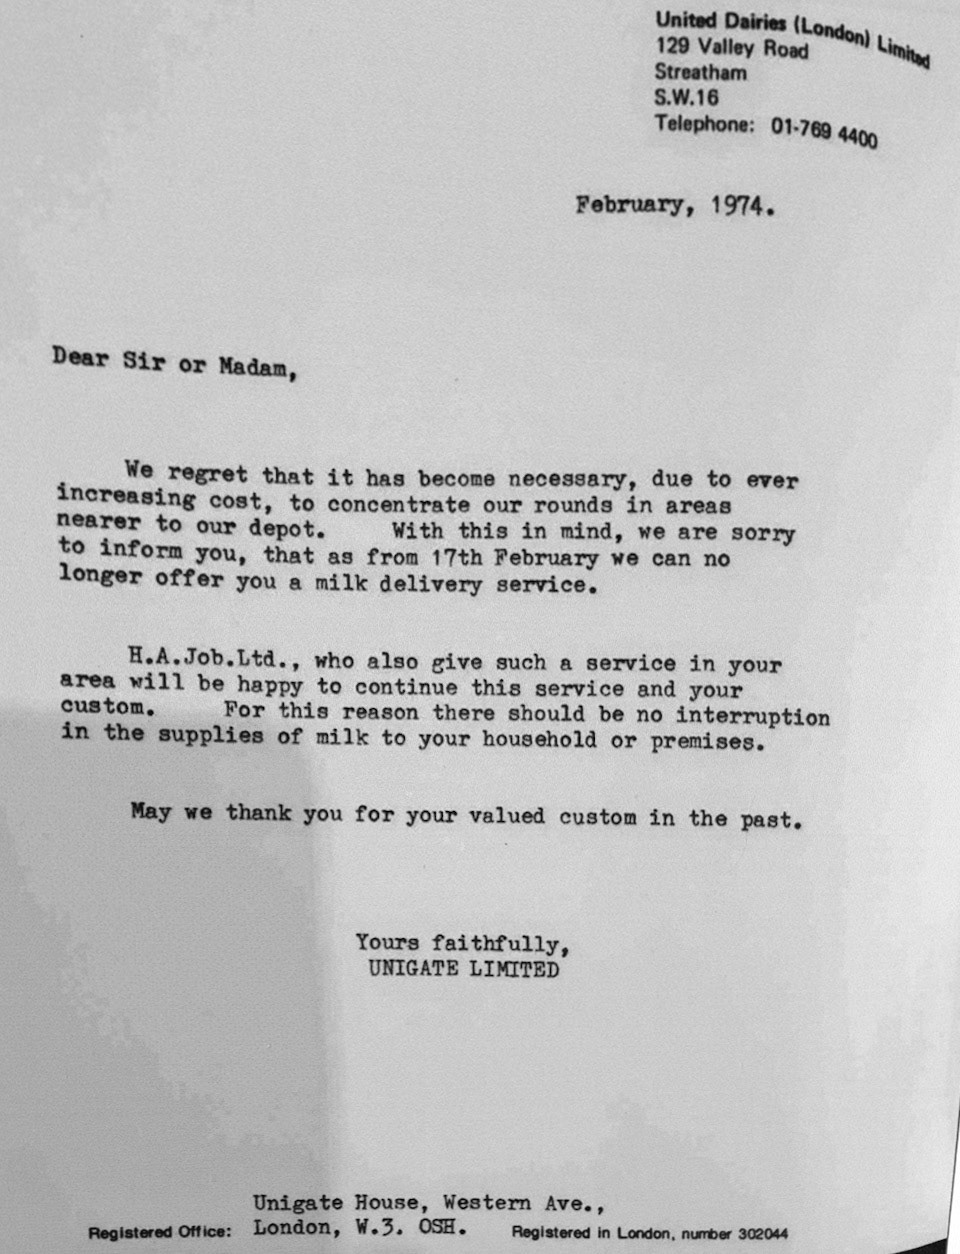 United Dairies (London) Limited
129 Valley Road
Streatham
S.W.16
Telephone: 01-769 4400
February, 1974.
Dear Sir or Madam,
We regret that it has become necessary, due to ever
increasing cost, to concentrate our rounds in areas
nearer to our depot. With this in mind, we are sorry
to inform you, that as from 17th February we can no
longer offer you a milk delivery service.
H.A.Job.Ltd., who also give such a service in your
area will be happy to continue this service and your
custom. For this reason there should be no interruption
in the supplies of milk to your household or premises.
May we thank you for your valued custom in the past.
Yours faithfully,
UNIGATE LIMITED
Unigate House, Western Ave.,
Registered Office: London, W.3. OSH. Registered in London, number 302044